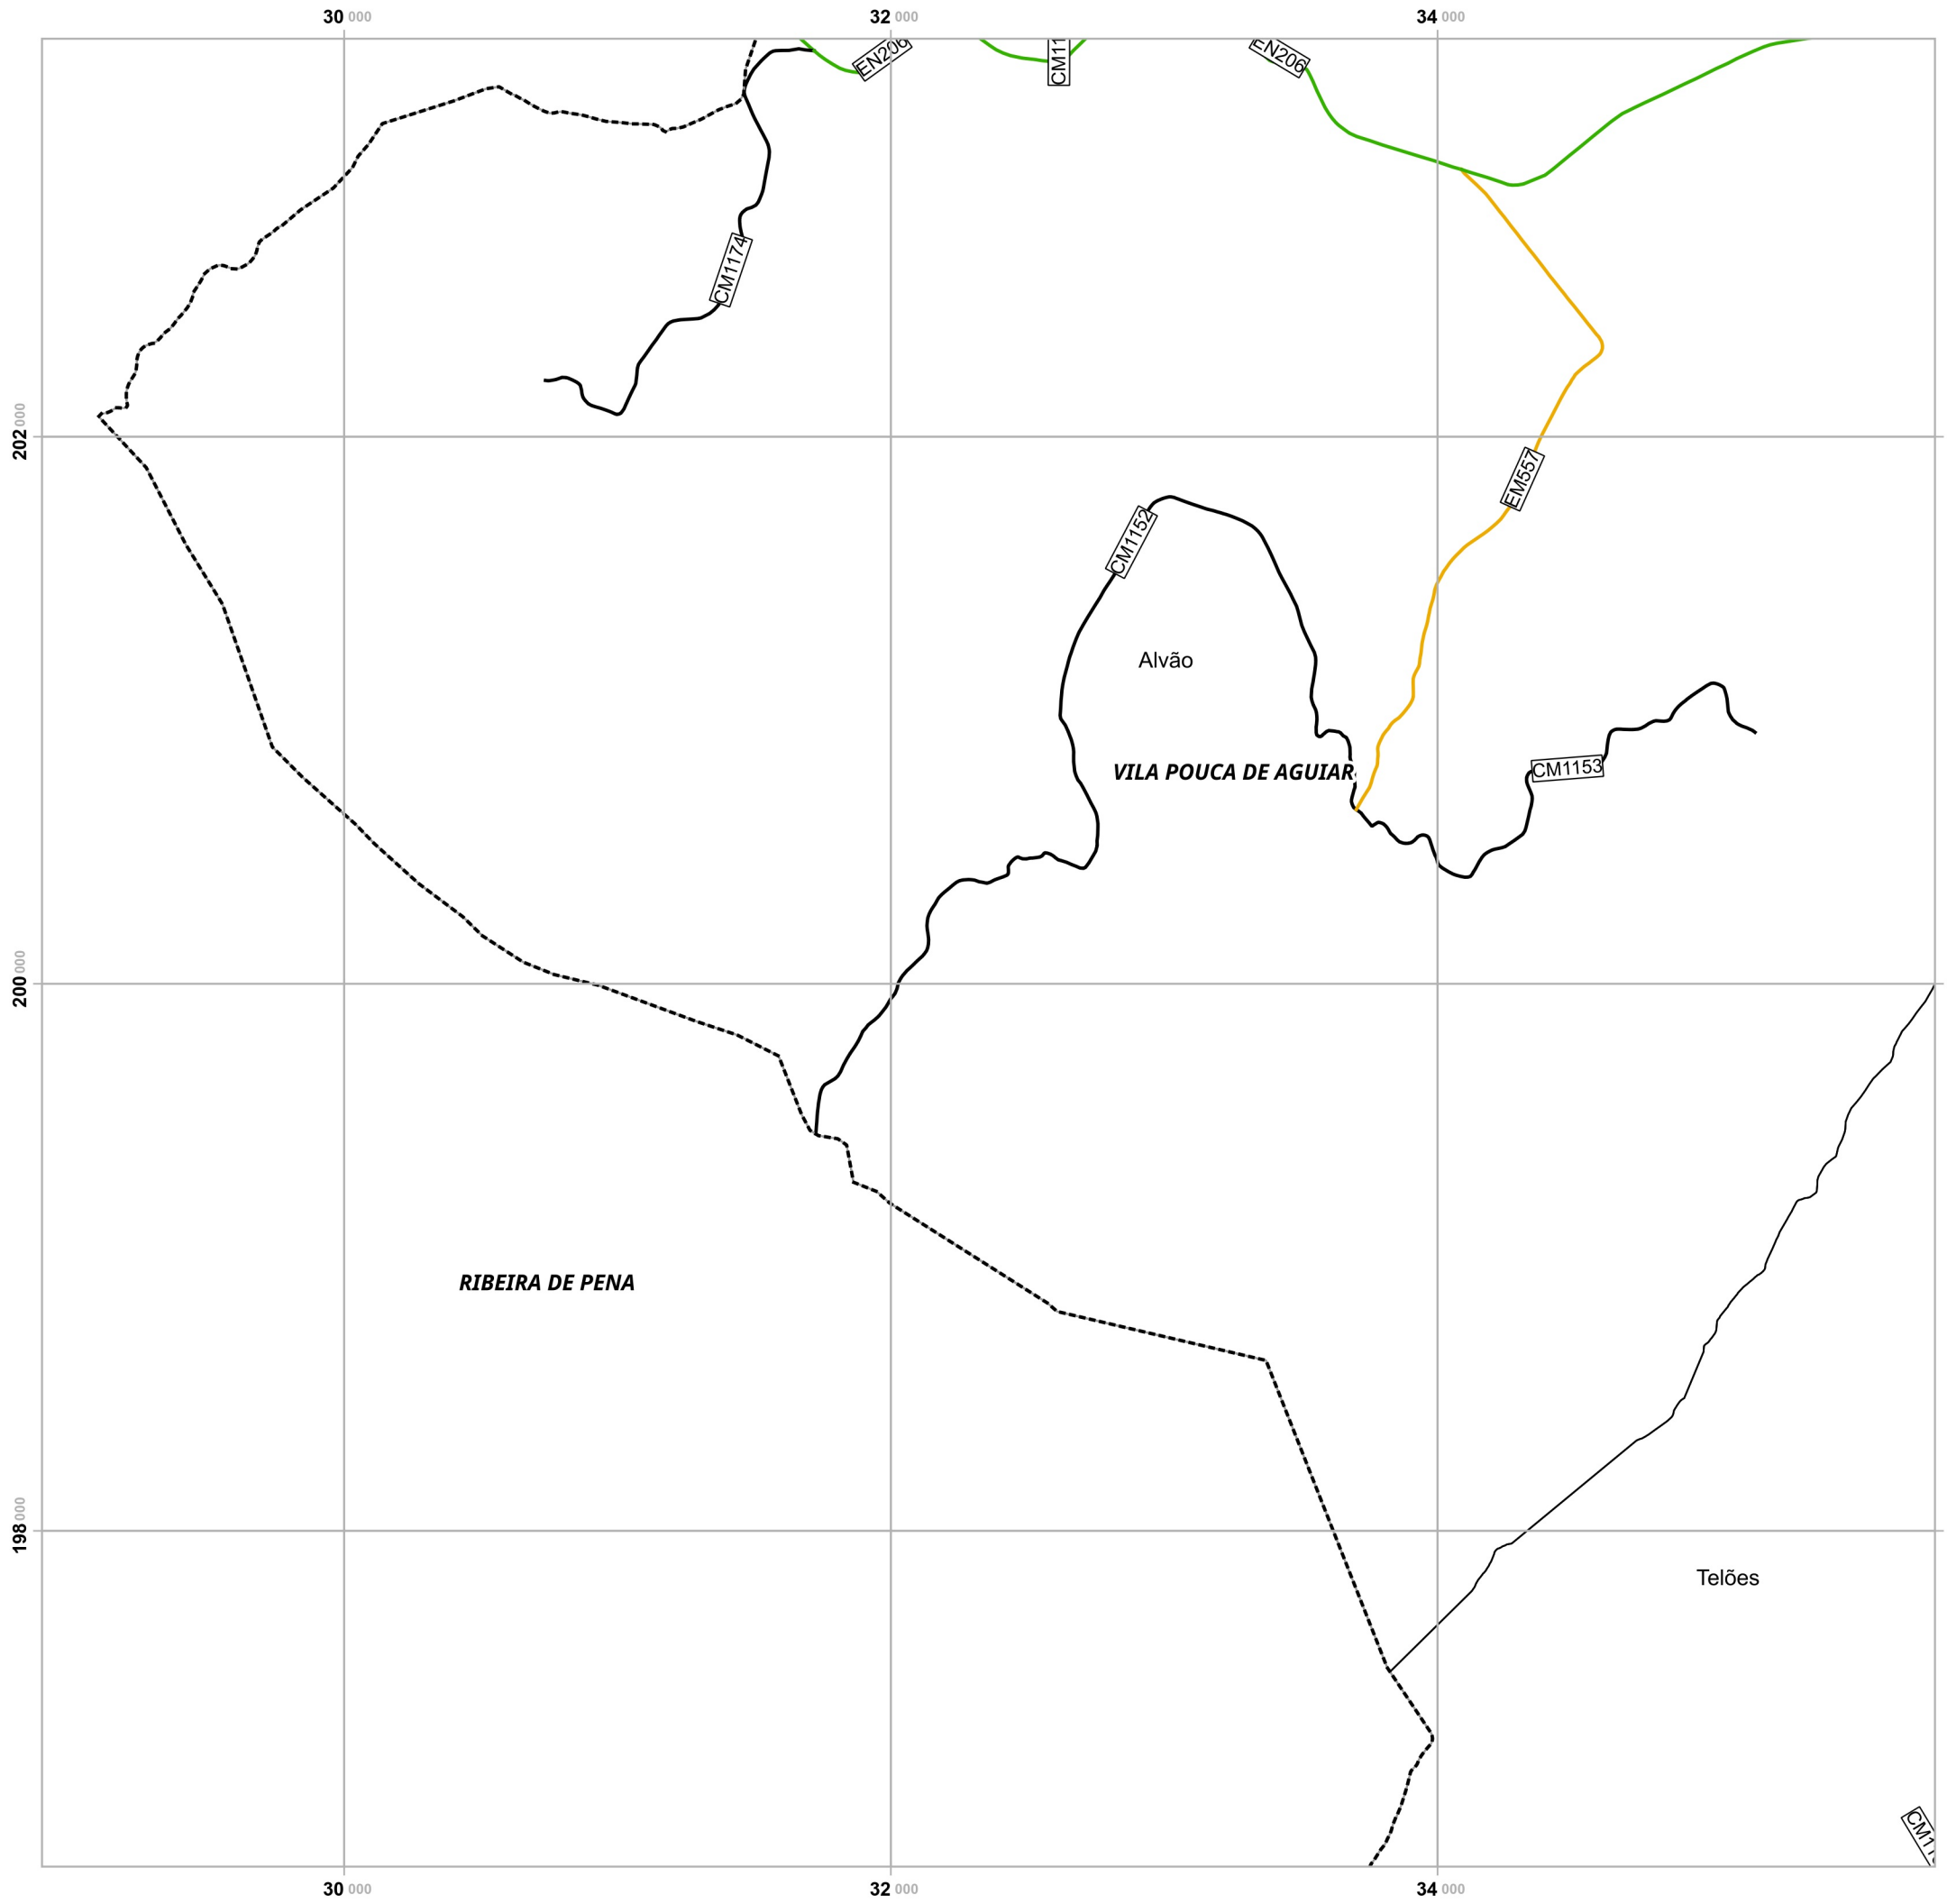 30 000
32 000
34 000
EN206
CM11
EN206
CM1174
202 000
EM557
CM1152
Alvão
VILA POUCA DE AGUIAR
CM1153
200 000
RIBEIRA DE PENA
198 000
Telões
CM1
30 000
32 000
34 000